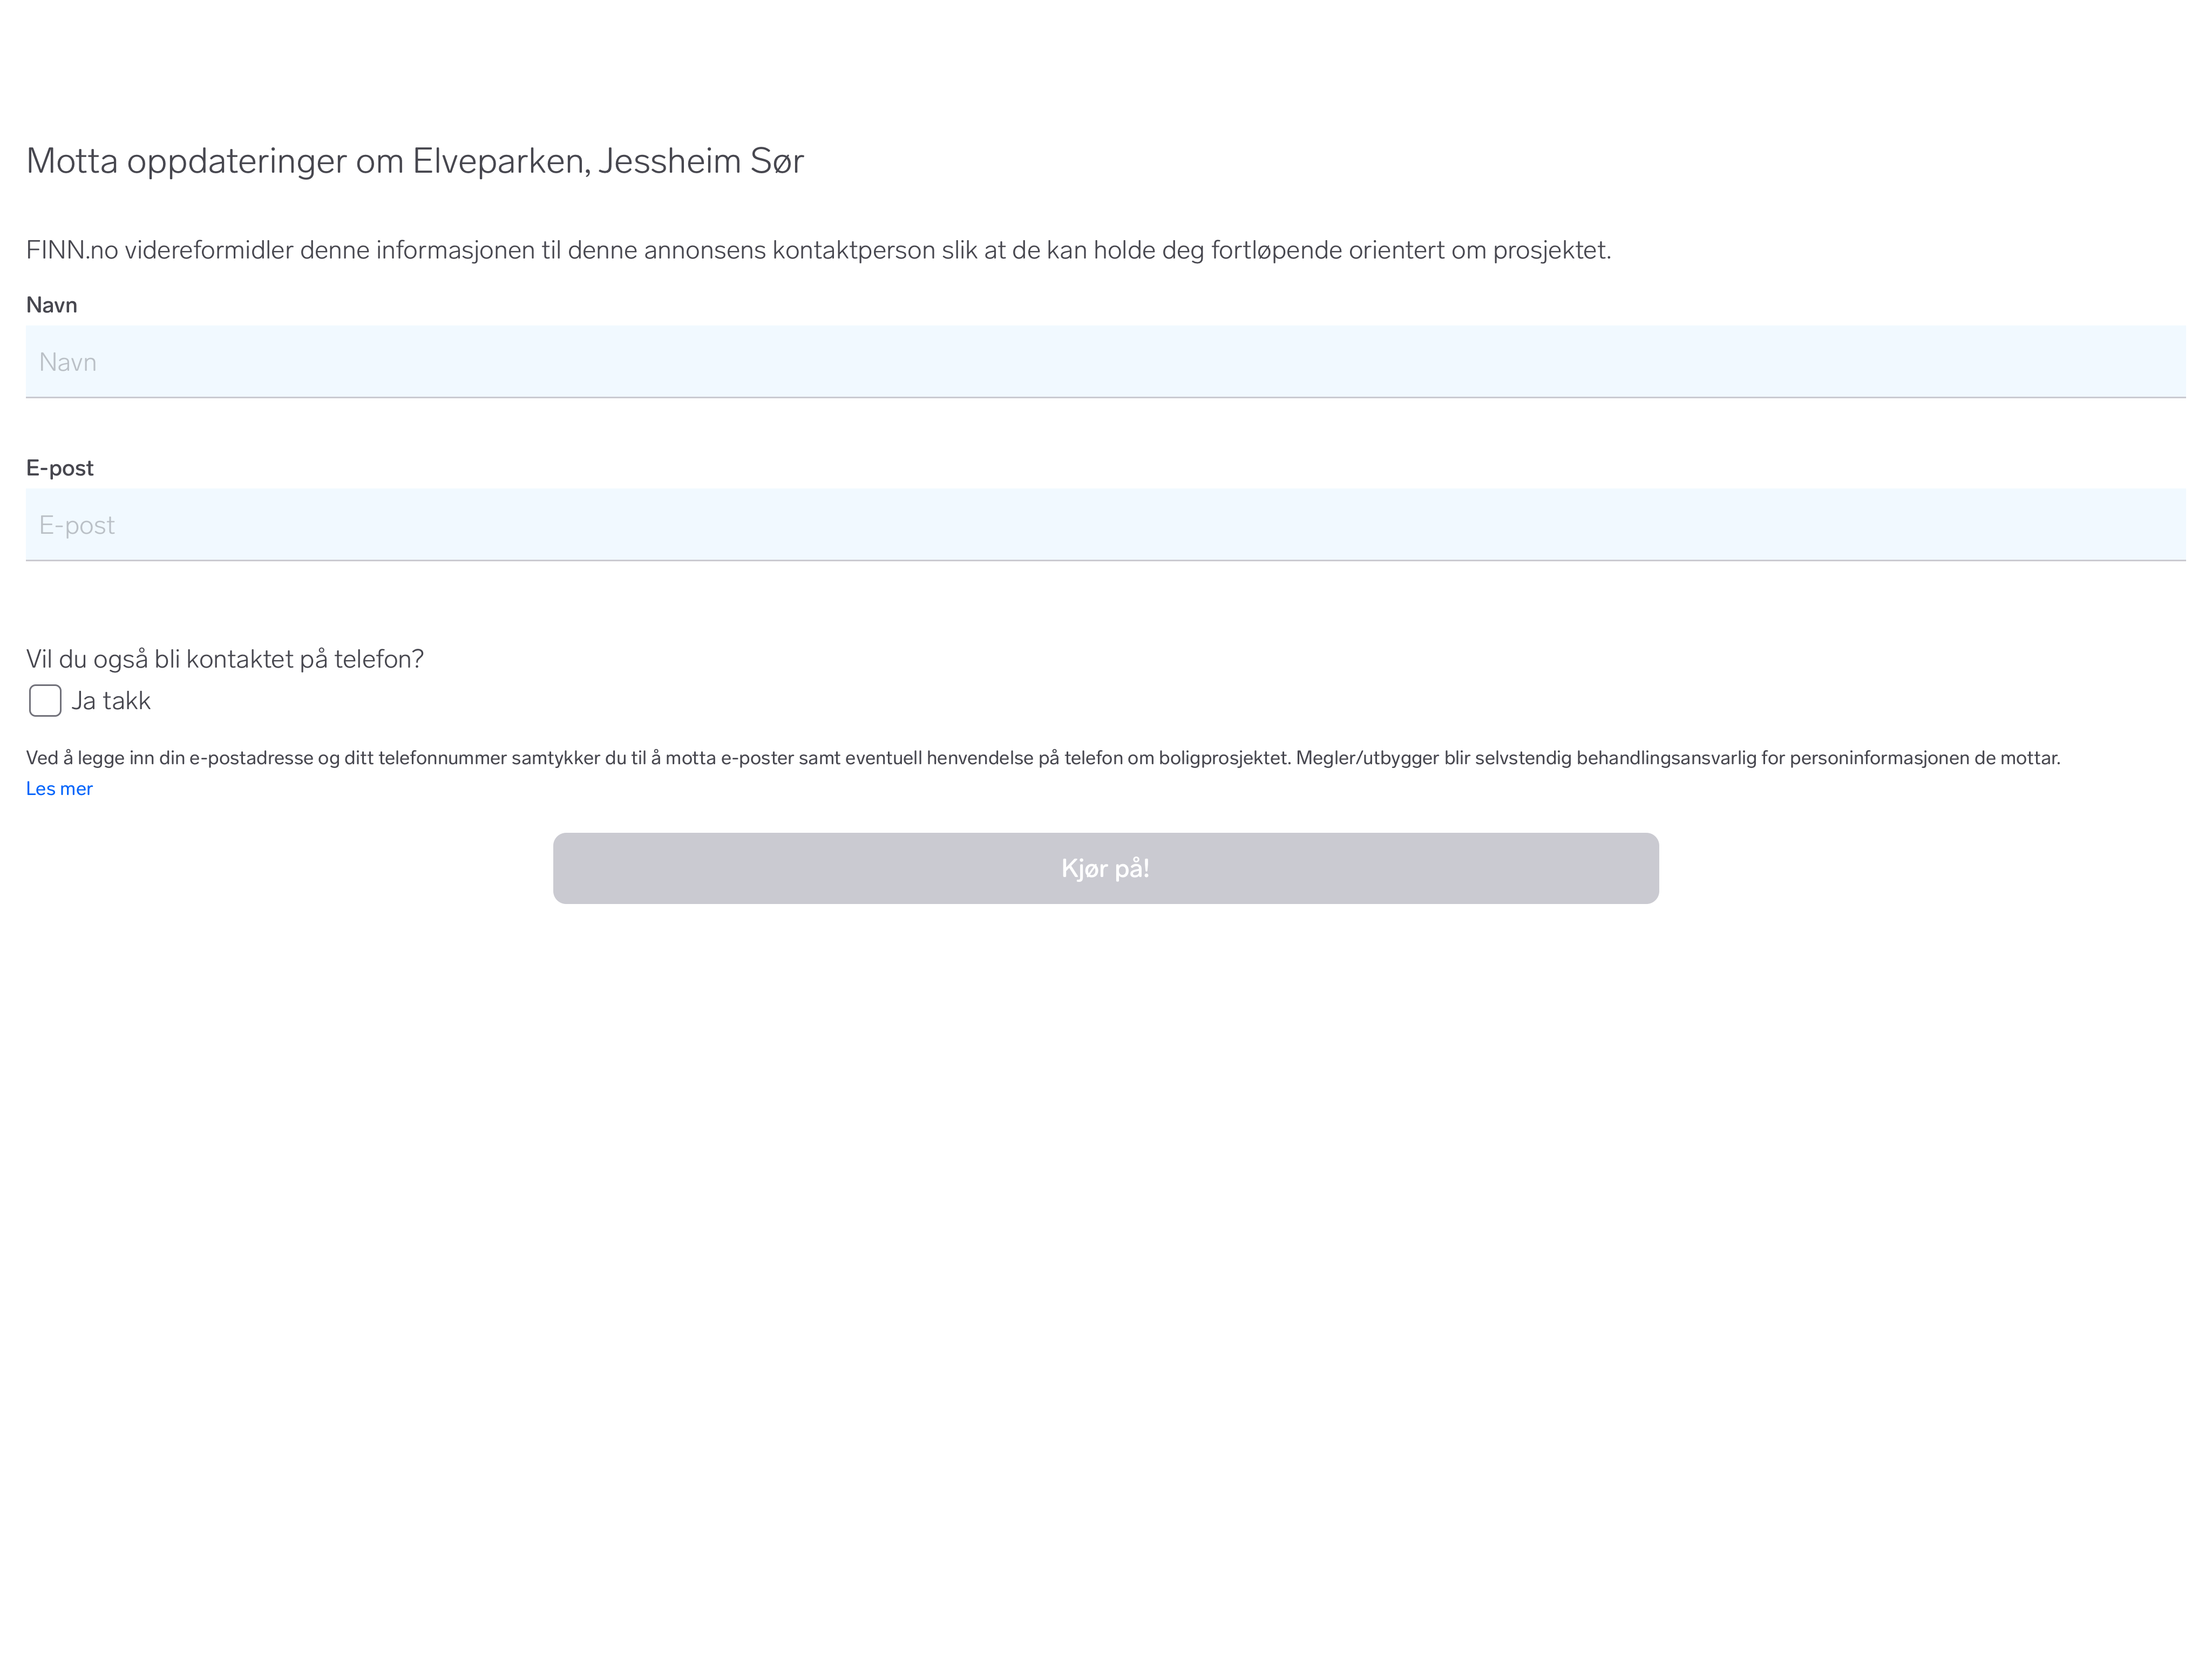 Motta oppdateringer om Elveparken, Jessheim Sør
FINN.no videreformidler denne informasjonen til denne annonsens kontaktperson slik at de kan holde deg fortløpende orientert om prosjektet.
Navn
Navn
E-post
E-post
Vil du også bli kontaktet på telefon?
Ja takk
Ved å legge inn din e-postadresse og ditt telefonnummer samtykker du til å motta e-poster samt eventuell henvendelse på telefon om boligprosjektet. Megler/utbygger blir selvstendig behandlingsansvarlig for personinformasjonen de mottar.
Les mer
Kjør på!